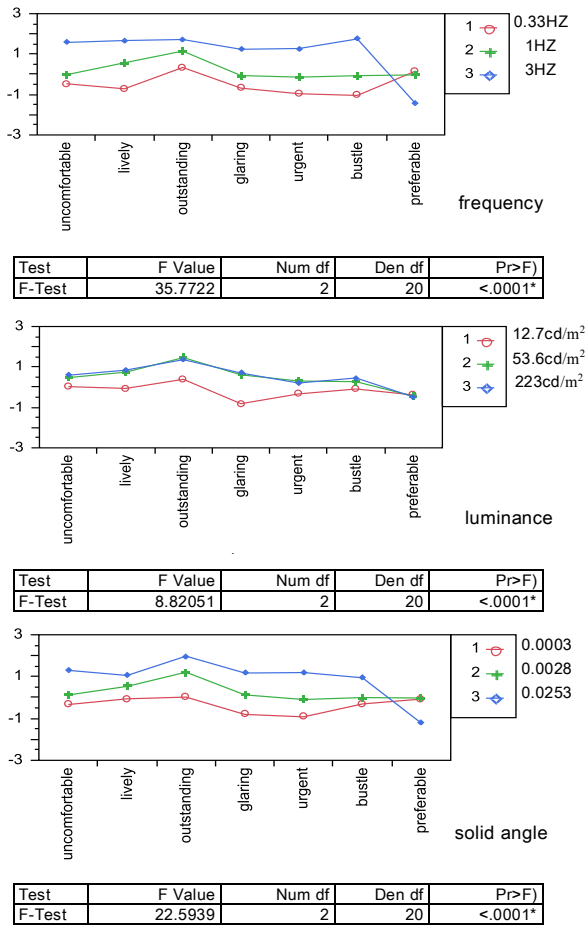 3
1
-1
-3
uncomfortable
lively
outstanding
glaring
urgent
bustle
preferable
1 0.33HZ
2 1HZ
3 3HZ
frequency
Test F Value Num df Den df Pr>F)
F-Test 35.7722 2 20 <.0001*
3
1
-1
-3
uncomfortable
lively
outstanding
glaring
urgent
bustle
preferable
1 12.7cd/m²
2 53.6cd/m²
3 223cd/m²
luminance
Test F Value Num df Den df Pr>F)
F-Test 8.82051 2 20 <.0001*
3
1
-1
-3
uncomfortable
lively
outstanding
glaring
urgent
bustle
preferable
1 0.0003
2 0.0028
3 0.0253
solid angle
Test F Value Num df Den df Pr>F)
F-Test 22.5939 2 20 <.0001*